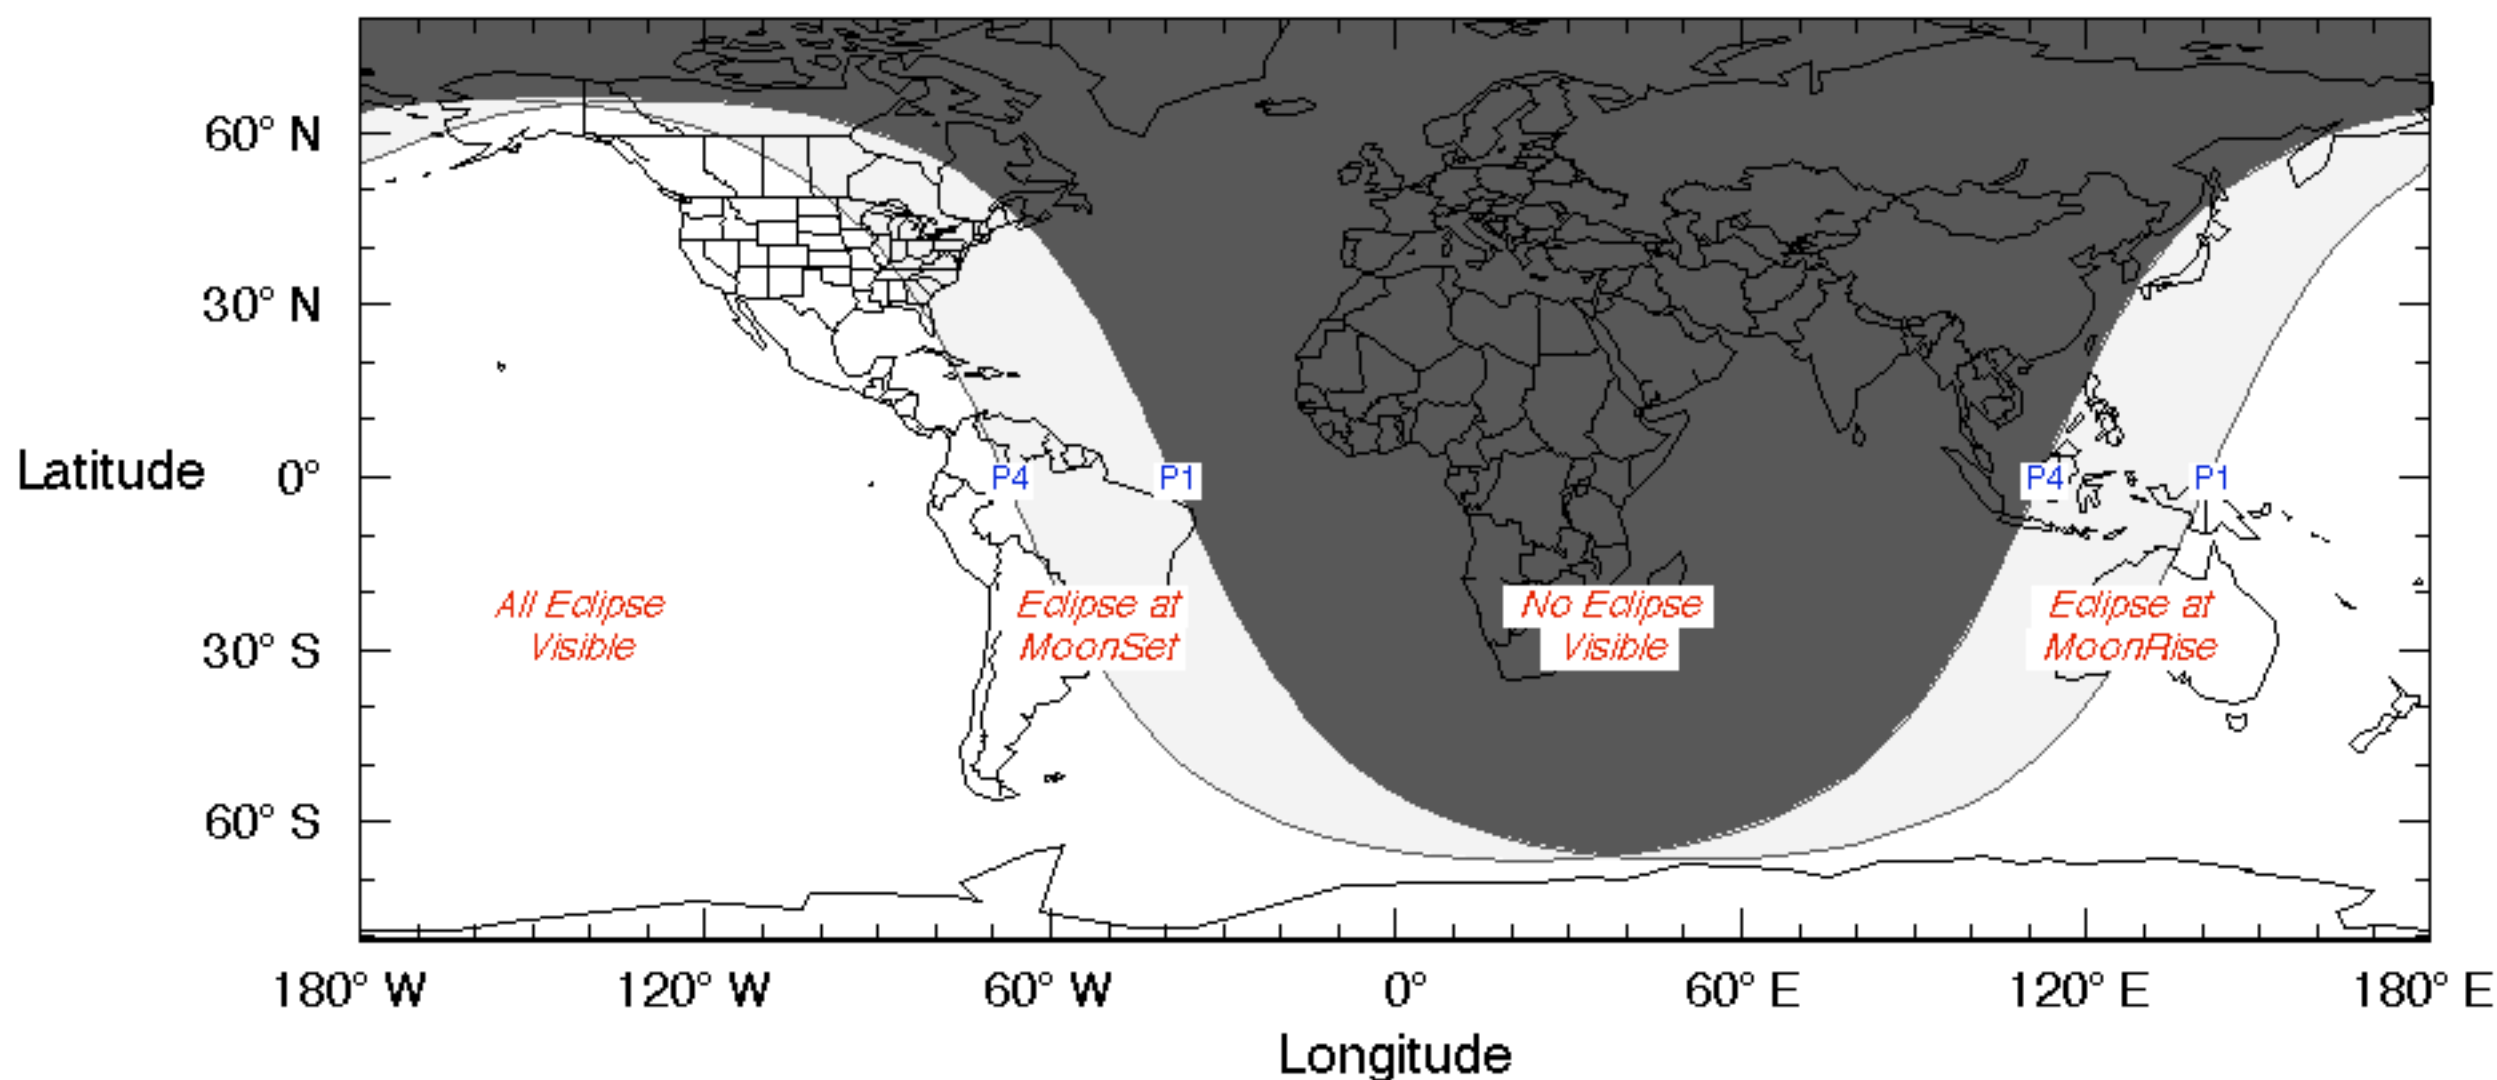 60° N
30° N
Latitude 0°
P4 P1 P4 P1
All Eclipse Visible
Eclipse at MoonSet
No Eclipse Visible
Eclipse at MoonRise
30° S
60° S
180° W 120° W 60° W 0° 60° E 120° E 180° E
Longitude